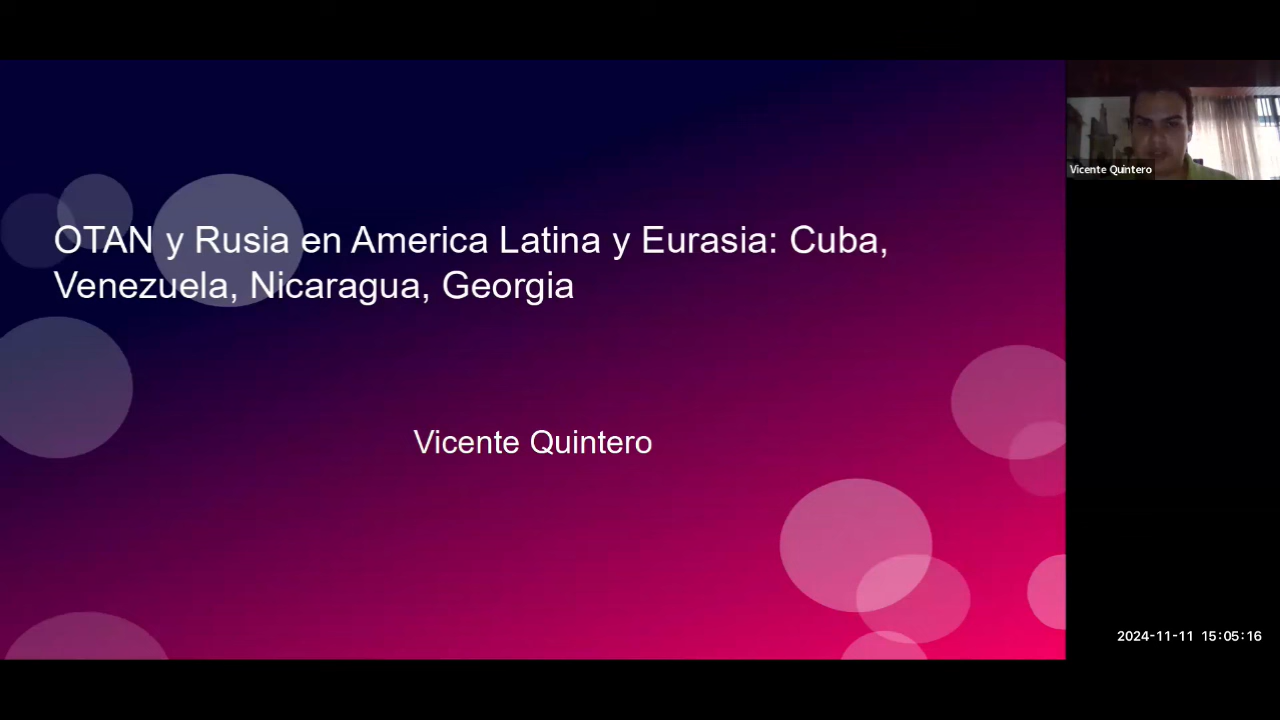 OTAN y Rusia en America Latina y Eurasia: Cuba,
Venezuela, Nicaragua, Georgia
Vicente Quintero
Vicente Quintero
2024-11-11 15:05:16